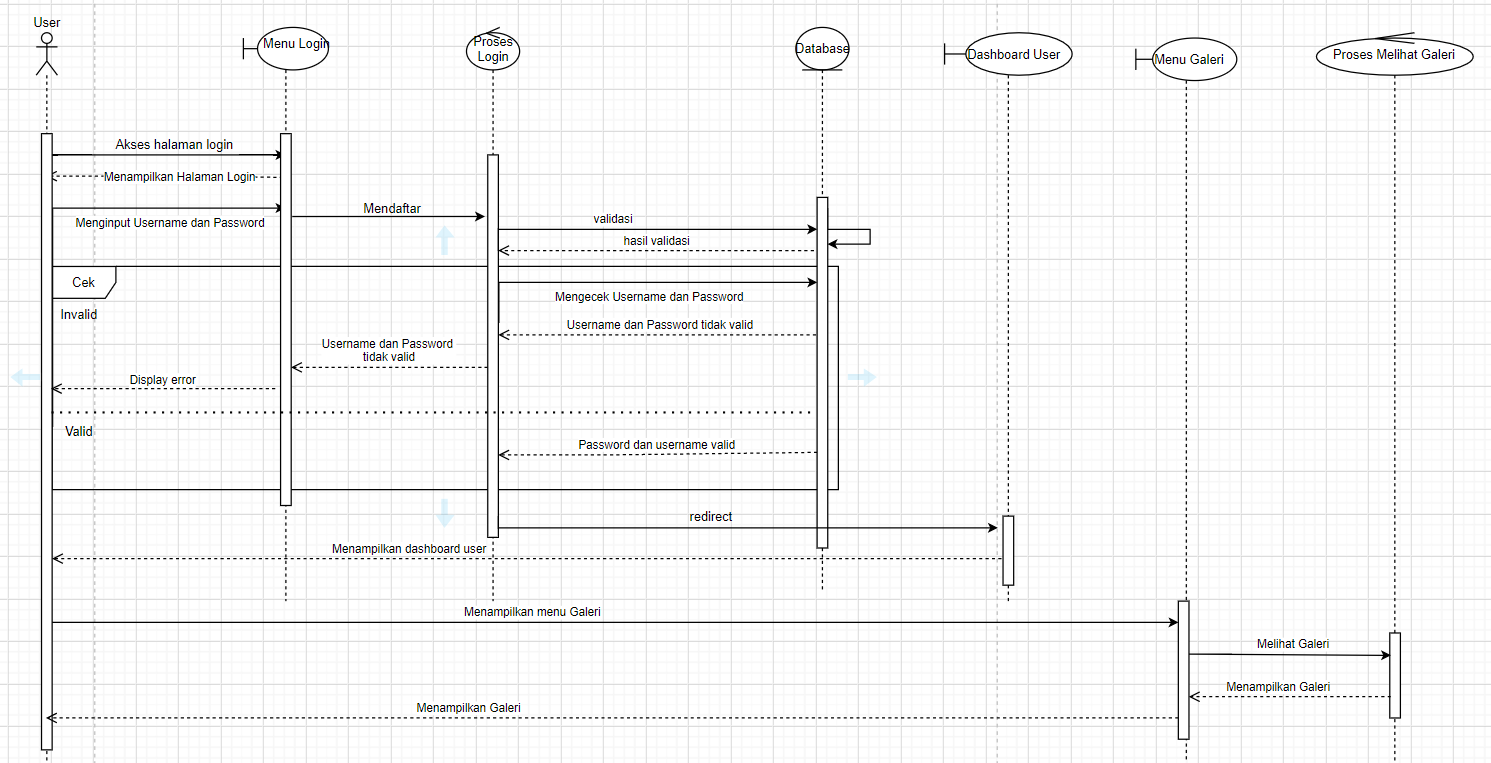 User
Menu Login
Proses
Login
Database
Dashboard User
Menu Galeri
Proses Melihat Galeri
Akses halaman login
Menampilkan Halaman Login
Menginput Username dan Password
Mendaftar
validasi
hasil validasi
Cek
Invalid
Mengecek Username dan Password
Username dan Password tidak valid
Username dan Password
tidak valid
Display error
Valid
Password dan username valid
redirect
Menampilkan dashboard user
Menampilkan menu Galeri
Melihat Galeri
Menampilkan Galeri
Menampilkan Galeri